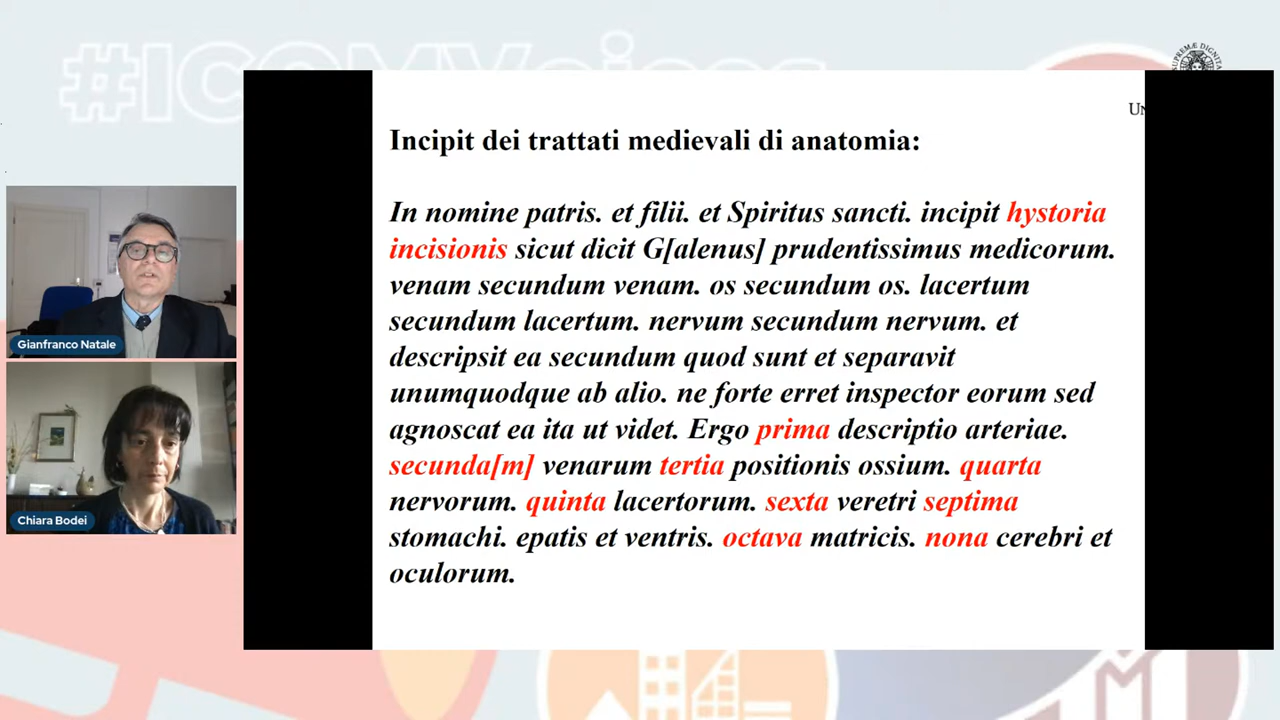 SUPREMÆ DIGNITA
Incipit dei trattati medievali di anatomia:
In nomine patris. et filii. et Spiritus sancti. incipit hystoria
incisionis sicut dicit G[alenus] prudentissimus medicorum.
venam secundum venam. os secundum os. lacertum
secundum lacertum. nervum secundum nervum. et
descripsit ea secundum quod sunt et separavit
unumquodque ab alio. ne forte erret inspector eorum sed
agnoscat ea ita ut videt. Ergo prima descriptio arteriae.
secunda[m] venarum tertia positionis ossium. quarta
nervorum. quinta lacertorum. sexta veretri septima
stomachi. epatis et ventris. octava matricis. nona cerebri et
oculorum.
Gianfranco Natale
Chiara Bodei